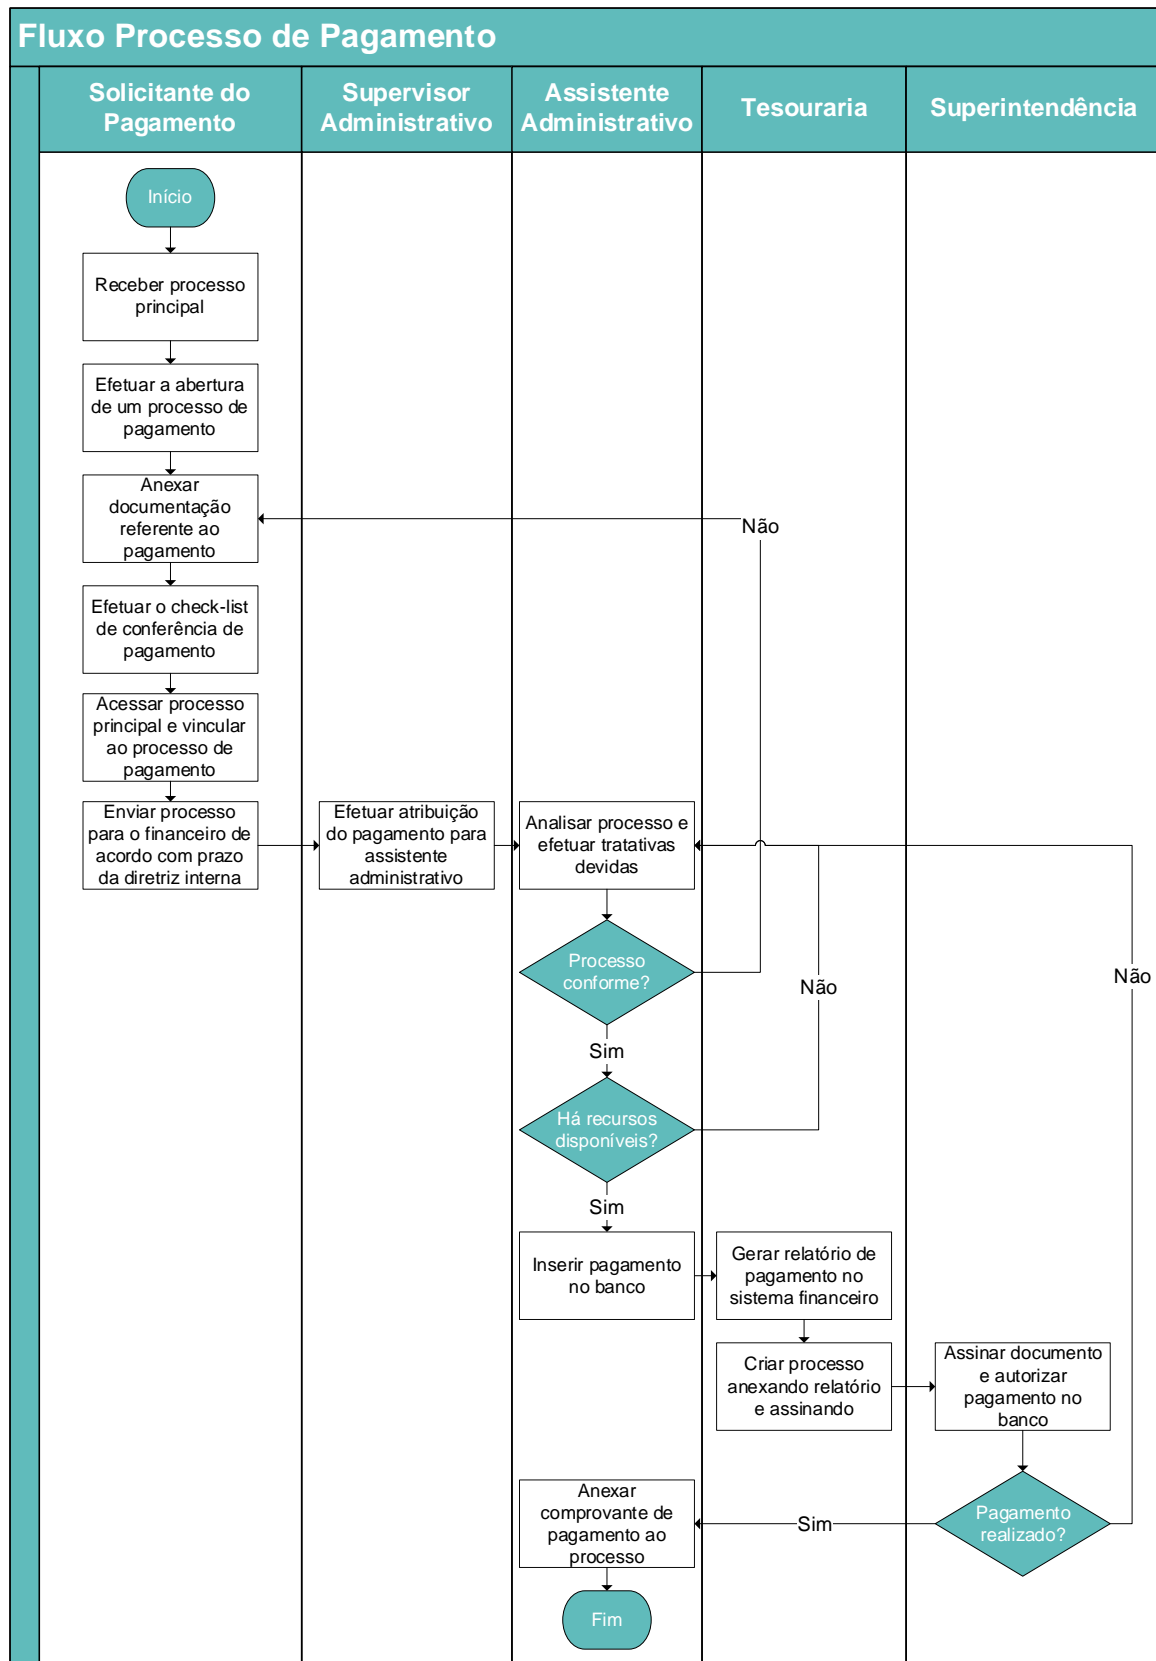 Fluxo Processo de Pagamento
Solicitante do
Pagamento
Supervisor
Administrativo
Assistente
Administrativo
Tesouraria
Superintendência
Início
Receber processo
principal
Efetuar a abertura
de um processo de
pagamento
Anexar
documentação
referente ao
pagamento
Não
Efetuar o check-list
de conferência de
pagamento
Acessar processo
principal e vincular
ao processo de
pagamento
Enviar processo
para o financeiro de
acordo com prazo
da diretriz interna
Efetuar atribuição
do pagamento para
assistente
administrativo
Analisar processo e
efetuar tratativas
devidas
Processo
conforme?
Não
Não
Sim
Há recursos
disponíveis?
Sim
Inserir pagamento
no banco
Gerar relatório de
pagamento no
sistema financeiro
Criar processo
anexando relatório
e assinando
Assinar documento
e autorizar
pagamento no
banco
Anexar
comprovante de
pagamento ao
processo
Sim
Pagamento
realizado?
Fim